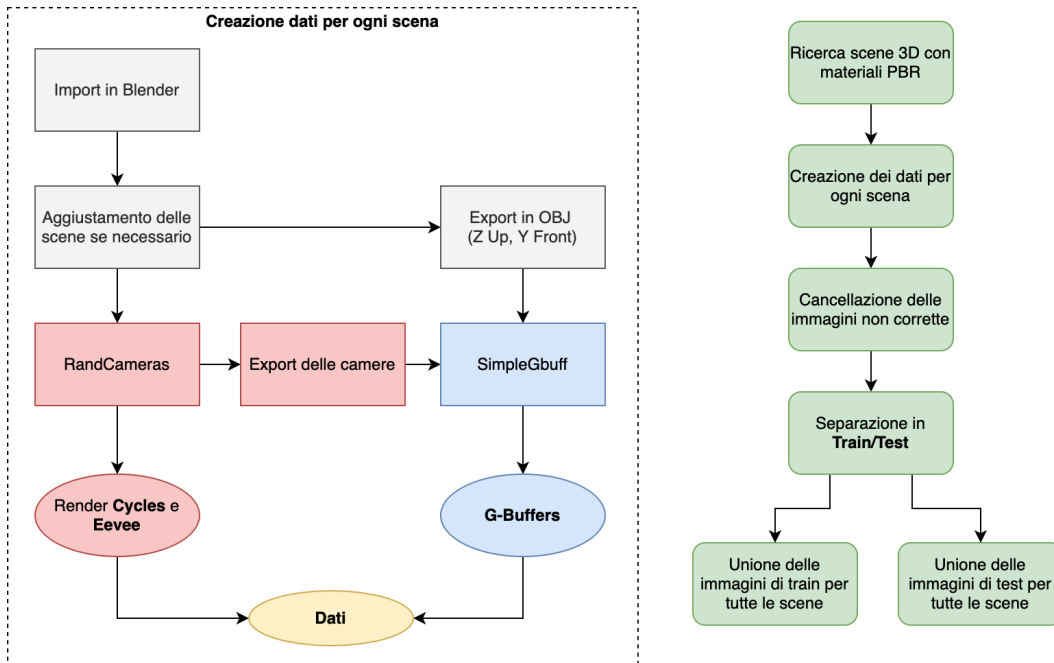 Creazione dati per ogni scena
Import in Blender
Aggiustamento delle
scene se necessario
Export in OBJ
(Z Up, Y Front)
RandCameras
Export delle camere
SimpleGbuff
Render Cycles e
Eevee
G-Buffers
Dati
Ricerca scene 3D con
materiali PBR
Creazione dei dati per
ogni scena
Cancellazione delle
immagini non corrette
Separazione in
Train/Test
Unione delle
immagini di train per
tutte le scene
Unione delle
immagini di test per
tutte le scene